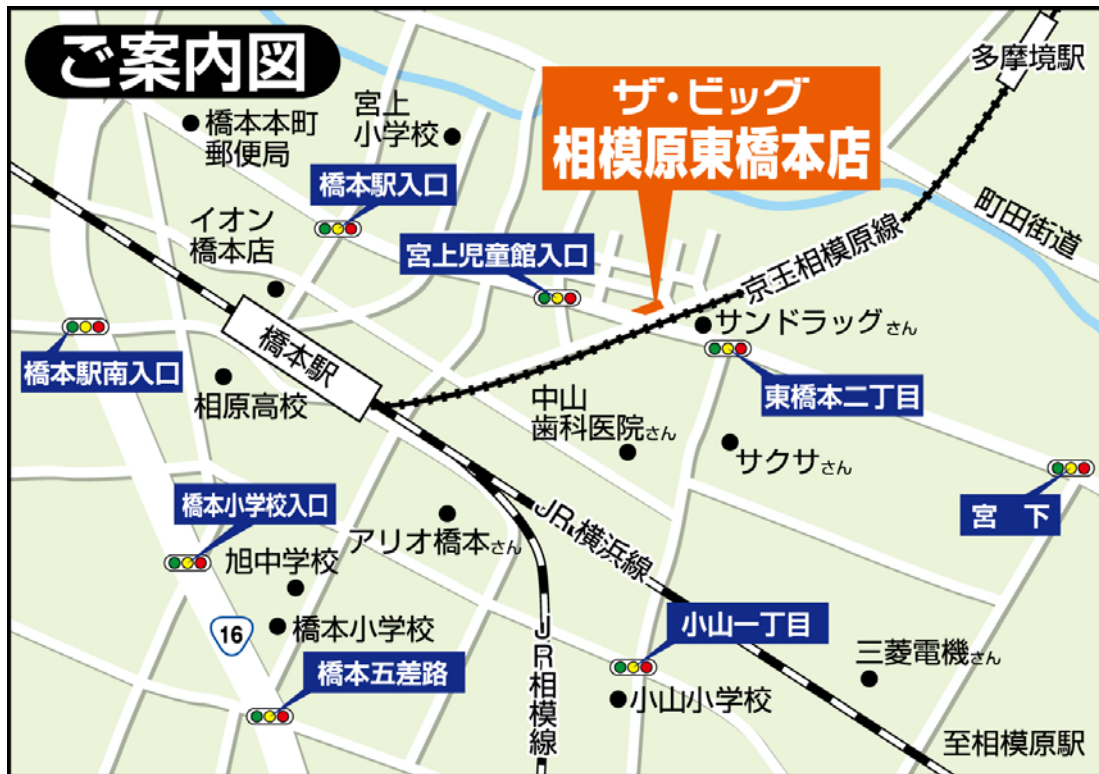 ご案内図
多摩境駅
ザ・ビッグ
相模原東橋本店
宮上
小学校
橋本本町
郵便局
橋本駅入口
町田街道
イオン
橋本店
宮上児童館入口
京王相模原線
サンドラッグさん
橋本駅
橋本駅南入口
相原高校
東橋本二丁目
中山
歯科医院さん
サクサさん
橋本小学校入口
宮 下
アリオ橋本さん
JR横浜線
旭中学校
16
橋本小学校
小山一丁目
JR相模線
三菱電機さん
橋本五差路
小山小学校
至相模原駅